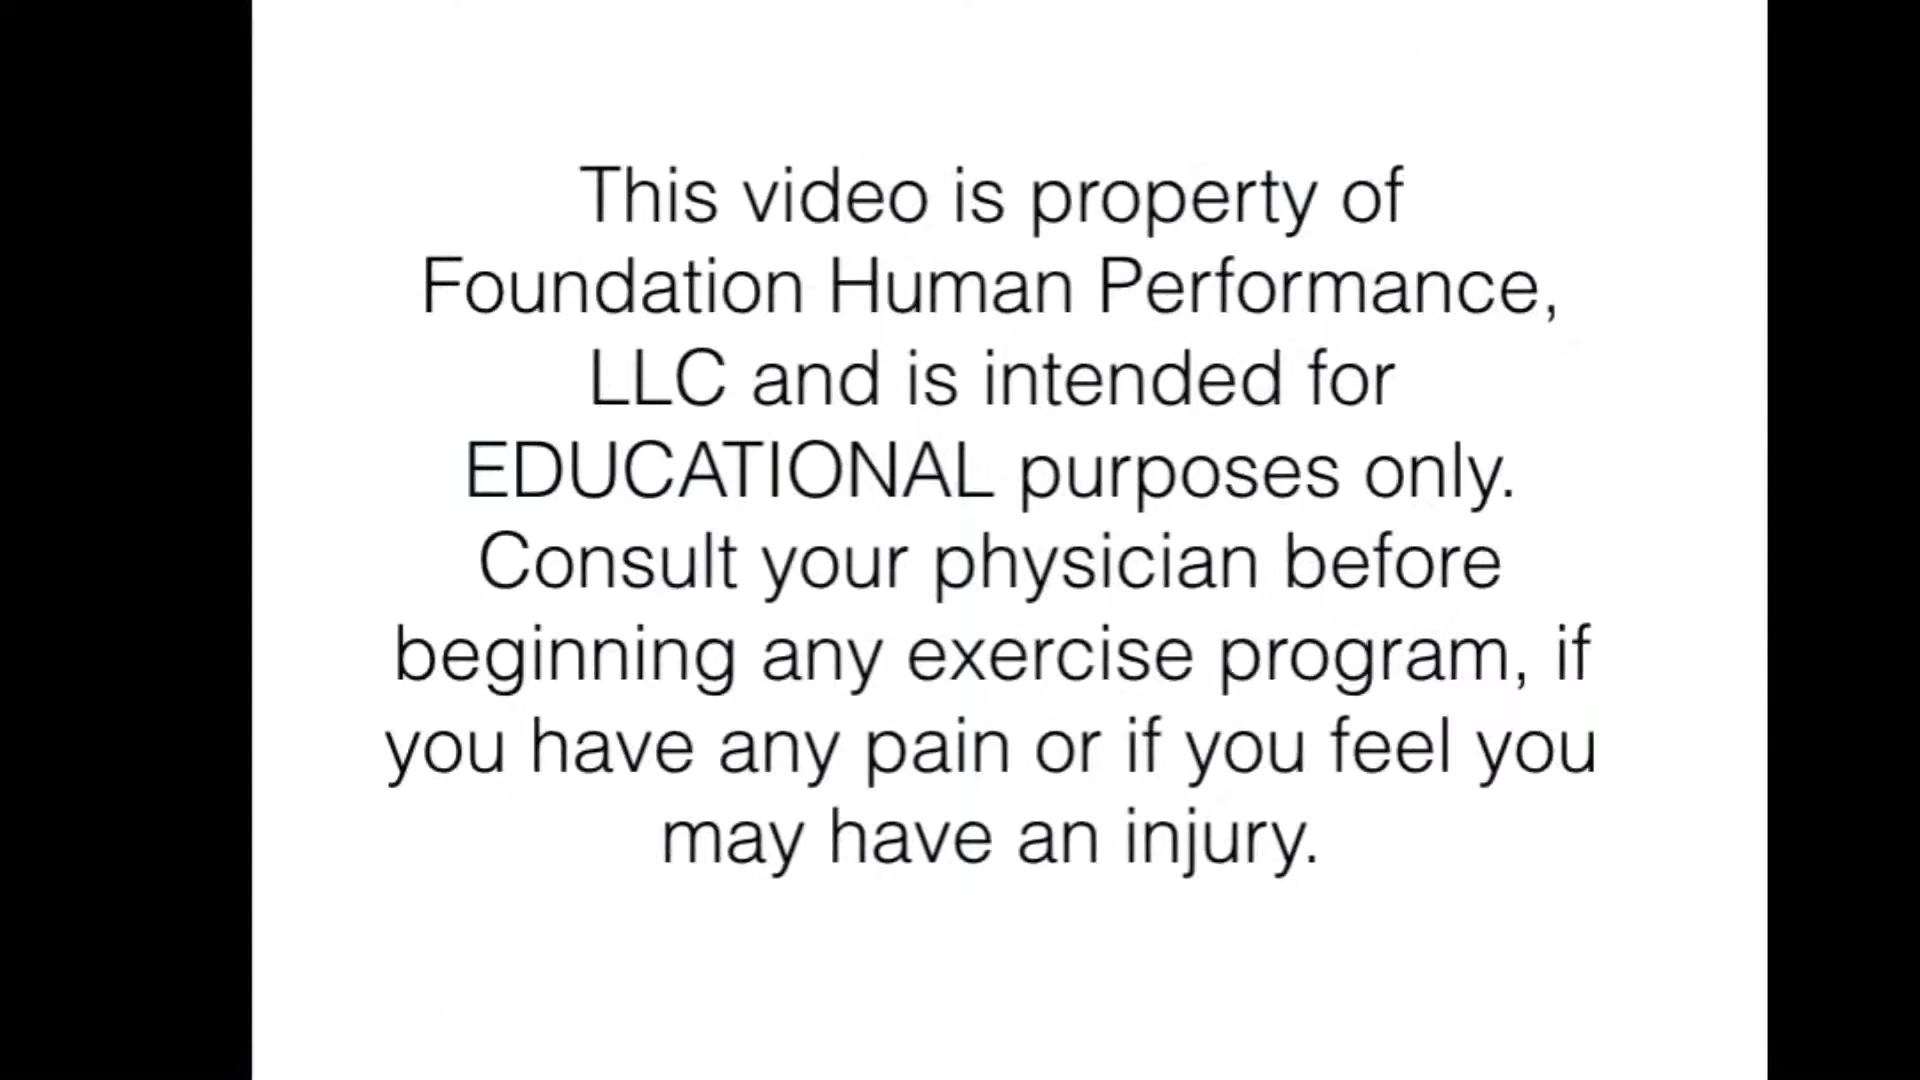 This video is property of
Foundation Human Performance,
LLC and is intended for
EDUCATIONAL purposes only.
Consult your physician before
beginning any exercise program, if
you have any pain or if you feel you
may have an injury.